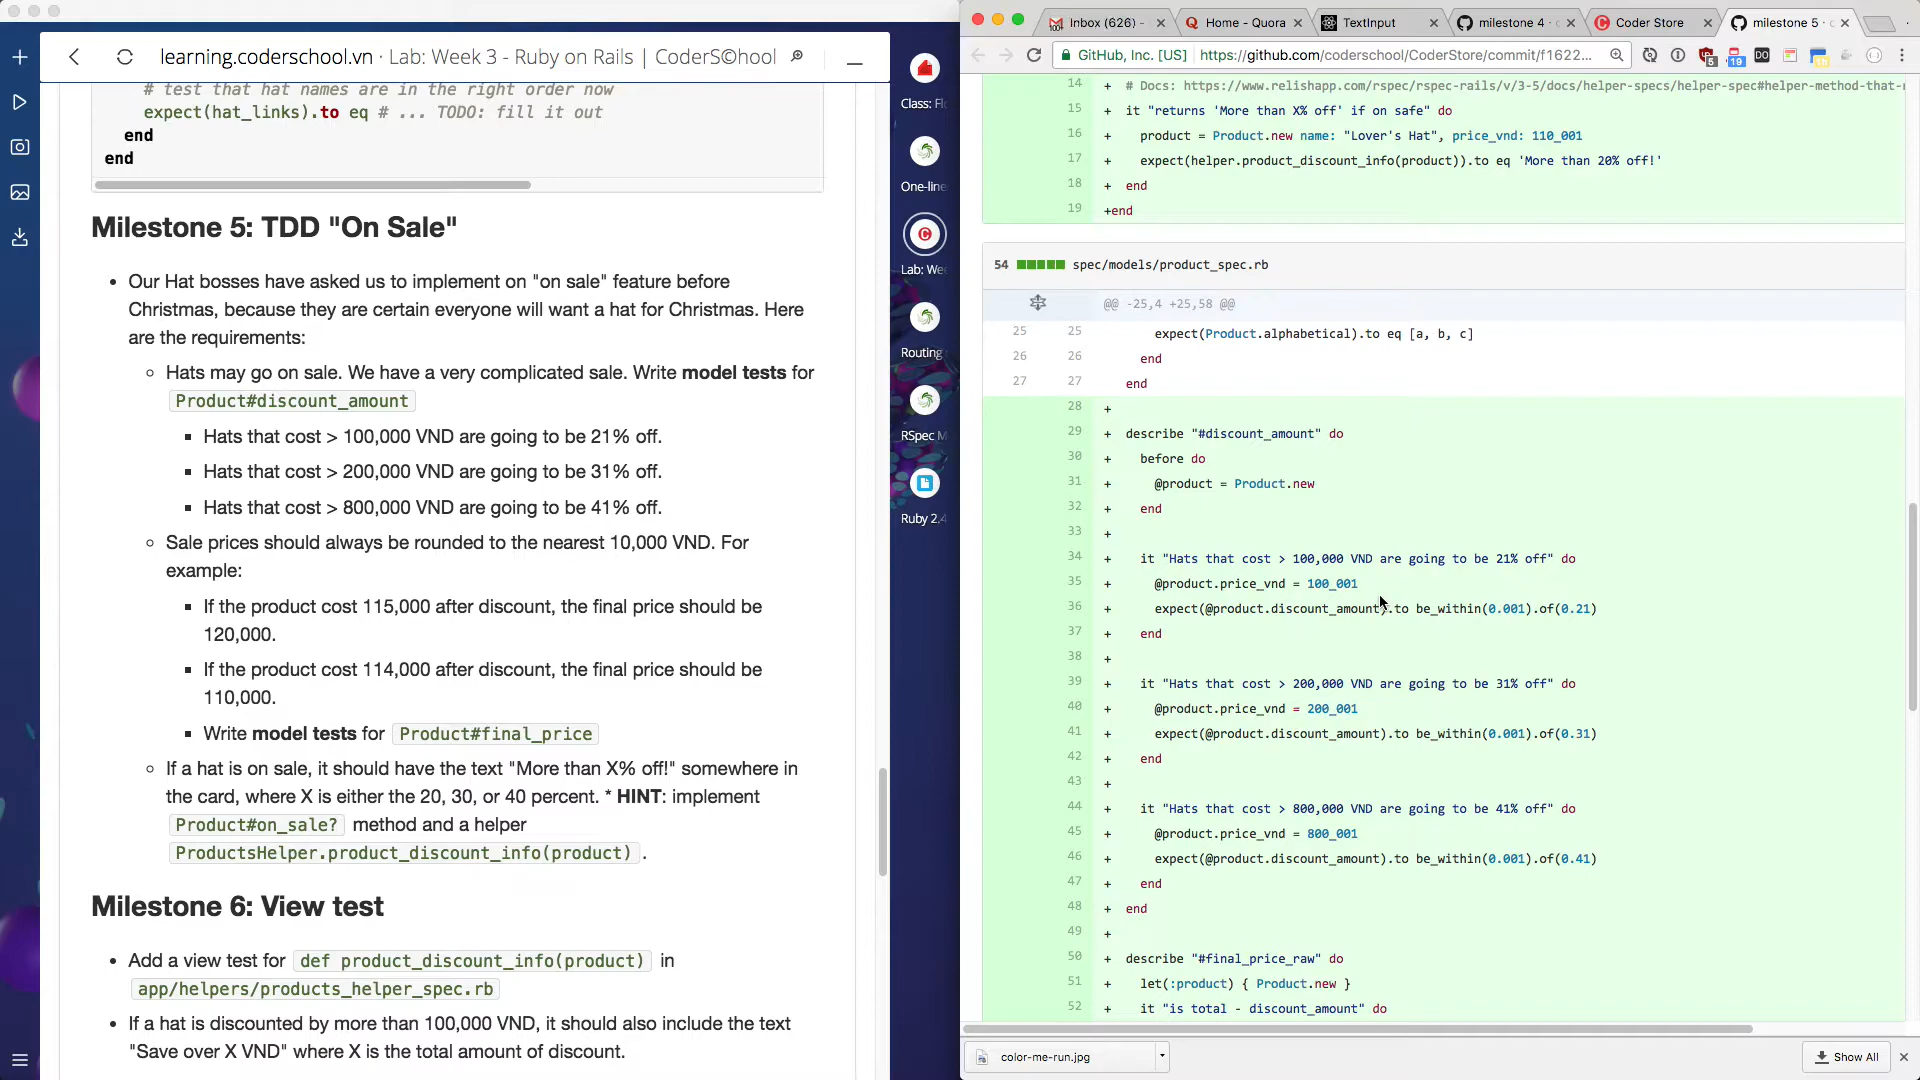 learning.coderschool.vn · Lab: Week 3 - Ruby on Rails | CoderS©hool
# test that hat names are in the right order now
expect(hat_links).to eq # ... TODO: fill it out
end
end
Milestone 5: TDD "On Sale"
Our Hat bosses have asked us to implement on "on sale" feature before
Christmas, because they are certain everyone will want a hat for Christmas. Here
are the requirements:
Hats may go on sale. We have a very complicated sale. Write model tests for
Product#discount_amount
Hats that cost > 100,000 VND are going to be 21% off.
Hats that cost > 200,000 VND are going to be 31% off.
Hats that cost > 800,000 VND are going to be 41% off.
Sale prices should always be rounded to the nearest 10,000 VND. For
example:
If the product cost 115,000 after discount, the final price should be
120,000.
If the product cost 114,000 after discount, the final price should be
110,000.
Write model tests for Product#final_price
If a hat is on sale, it should have the text "More than X% off!" somewhere in
the card, where X is either the 20, 30, or 40 percent. * HINT: implement
Product#on_sale? method and a helper
ProductsHelper.product_discount_info(product) .
Milestone 6: View test
Add a view test for def product_discount_info(product) in
app/helpers/products_helper_spec.rb
If a hat is discounted by more than 100,000 VND, it should also include the text
"Save over X VND" where X is the total amount of discount.
Class: Fl
One-line
Lab: We
Routing
RSpec M
Ruby 2.4
Inbox (626) -
Home - Quora
TextInput
milestone 4 ·
Coder Store
milestone 5 · c
GitHub, Inc. [US] https://github.com/coderschool/CoderStore/commit/f1622...
5
19
DO
14 + # Docs: https://www.relishapp.com/rspec/rspec-rails/v/3-5/docs/helper-specs/helper-spec#helper-method-that-
15 + it "returns 'More than X% off' if on safe" do
16 + product = Product.new name: "Lover's Hat", price_vnd: 110_001
17 + expect(helper.product_discount_info(product)).to eq 'More than 20% off!'
18 + end
19 +end
54 spec/models/product_spec.rb
@@ -25,4 +25,58 @@
25 25 expect(Product.alphabetical).to eq [a, b, c]
26 26 end
27 27 end
28 +
29 + describe "#discount_amount" do
30 + before do
31 + @product = Product.new
32 + end
33 +
34 + it "Hats that cost > 100,000 VND are going to be 21% off" do
35 + @product.price_vnd = 100_001
36 + expect(@product.discount_amount).to be_within(0.001).of(0.21)
37 + end
38 +
39 + it "Hats that cost > 200,000 VND are going to be 31% off" do
40 + @product.price_vnd = 200_001
41 + expect(@product.discount_amount).to be_within(0.001).of(0.31)
42 + end
43 +
44 + it "Hats that cost > 800,000 VND are going to be 41% off" do
45 + @product.price_vnd = 800_001
46 + expect(@product.discount_amount).to be_within(0.001).of(0.41)
47 + end
48 + end
49 +
50 + describe "#final_price_raw" do
51 + let(:product) { Product.new }
52 + it "is total - discount_amount" do
color-me-run.jpg
Show All